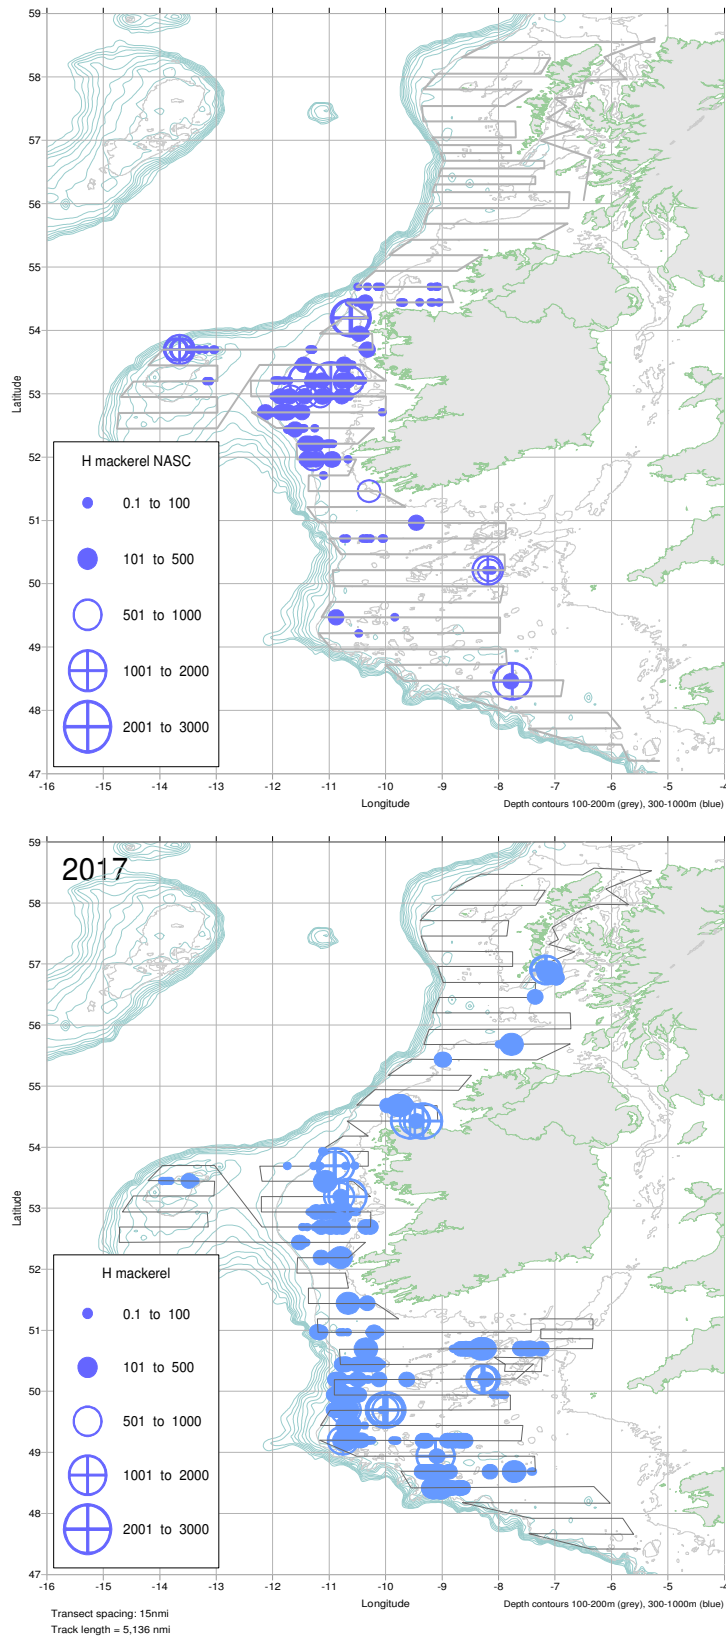 59
58
57
56
55
54
53
52
51
50
49
48
47
Latitude
H mackerel NASC
0.1 to 100
101 to 500
501 to 1000
1001 to 2000
2001 to 3000
-16 -15 -14 -13 -12 -11 -10 -9 -8 -7 -6 -5 -4
Longitude
Depth contours 100-200m (grey), 300-1000m (blue)
2017
59
58
57
56
55
54
53
52
51
50
49
48
47
Latitude
H mackerel
0.1 to 100
101 to 500
501 to 1000
1001 to 2000
2001 to 3000
-16 -15 -14 -13 -12 -11 -10 -9 -8 -7 -6 -5 -4
Longitude
Depth contours 100-200m (grey), 300-1000m (blue)
Transect spacing: 15nmi
Track length = 5,136 nmi